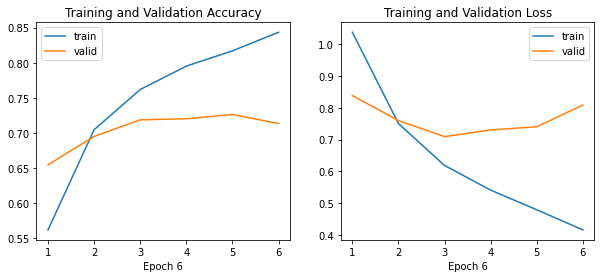 Training and Validation Accuracy
train
valid
0.85
0.80
0.75
0.70
0.65
0.60
0.55
1 2 3 4 5 6
Epoch 6
Training and Validation Loss
train
valid
1.0
0.9
0.8
0.7
0.6
0.5
0.4
1 2 3 4 5 6
Epoch 6